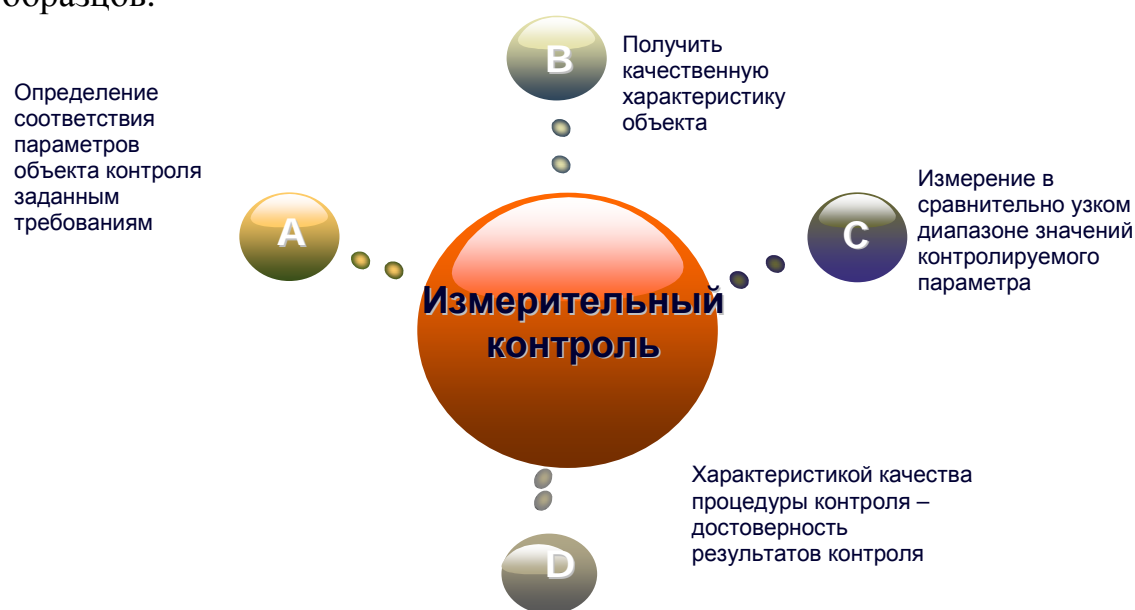 образцов.
B
Получить
качественную
характеристику
объекта
Определение
соответствия
параметров
объекта контроля
заданным
требованиям
A
Измерение в
сравнительно узком
диапазоне значений
контролируемого
параметра
C
Измерительный
контроль
Характеристикой качества
процедуры контроля –
достоверность
результатов контроля
D